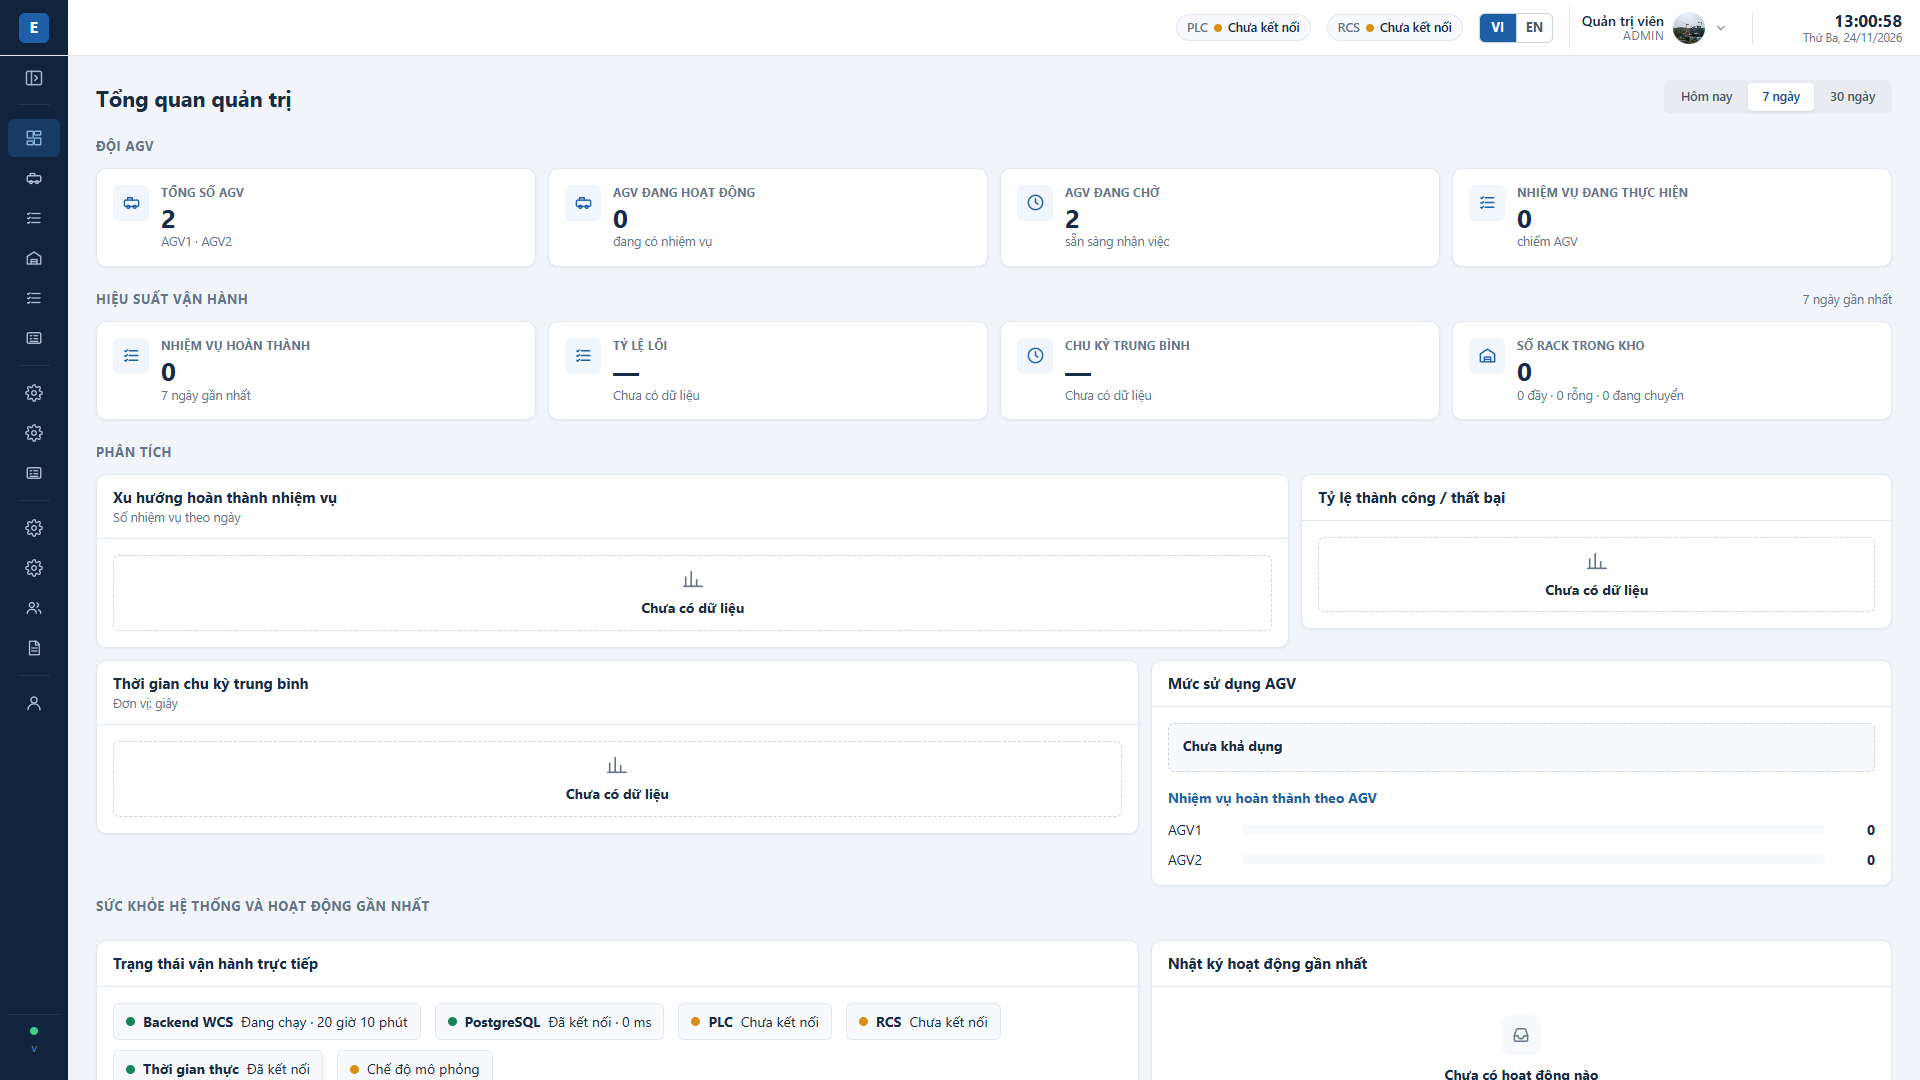 E
PLC Chưa kết nối
RCS Chưa kết nối
VI EN
Quản trị viên
ADMIN
13:00:58
Thứ Ba, 24/11/2026
Tổng quan quản trị
Hôm nay 7 ngày 30 ngày
ĐỘI AGV
TỔNG SỐ AGV
2
AGV1 · AGV2
AGV ĐANG HOẠT ĐỘNG
0
đang có nhiệm vụ
AGV ĐANG CHỜ
2
sẵn sàng nhận việc
NHIỆM VỤ ĐANG THỰC HIỆN
0
chiếm AGV
HIỆU SUẤT VẬN HÀNH
7 ngày gần nhất
NHIỆM VỤ HOÀN THÀNH
0
7 ngày gần nhất
TỶ LỆ LỖI
—
Chưa có dữ liệu
CHU KỲ TRUNG BÌNH
—
Chưa có dữ liệu
SỐ RACK TRONG KHO
0
0 đầy · 0 rỗng · 0 đang chuyển
PHÂN TÍCH
Xu hướng hoàn thành nhiệm vụ
Số nhiệm vụ theo ngày
Chưa có dữ liệu
Tỷ lệ thành công / thất bại
Chưa có dữ liệu
Thời gian chu kỳ trung bình
Đơn vị: giây
Chưa có dữ liệu
Mức sử dụng AGV
Chưa khả dụng
Nhiệm vụ hoàn thành theo AGV
AGV1 0
AGV2 0
SỨC KHỎE HỆ THỐNG VÀ HOẠT ĐỘNG GẦN NHẤT
Trạng thái vận hành trực tiếp
Backend WCS Đang chạy · 20 giờ 10 phút
PostgreSQL Đã kết nối · 0 ms
PLC Chưa kết nối
RCS Chưa kết nối
Thời gian thực Đã kết nối
Chế độ mô phỏng
Nhật ký hoạt động gần nhất
Chưa có hoạt động nào
v